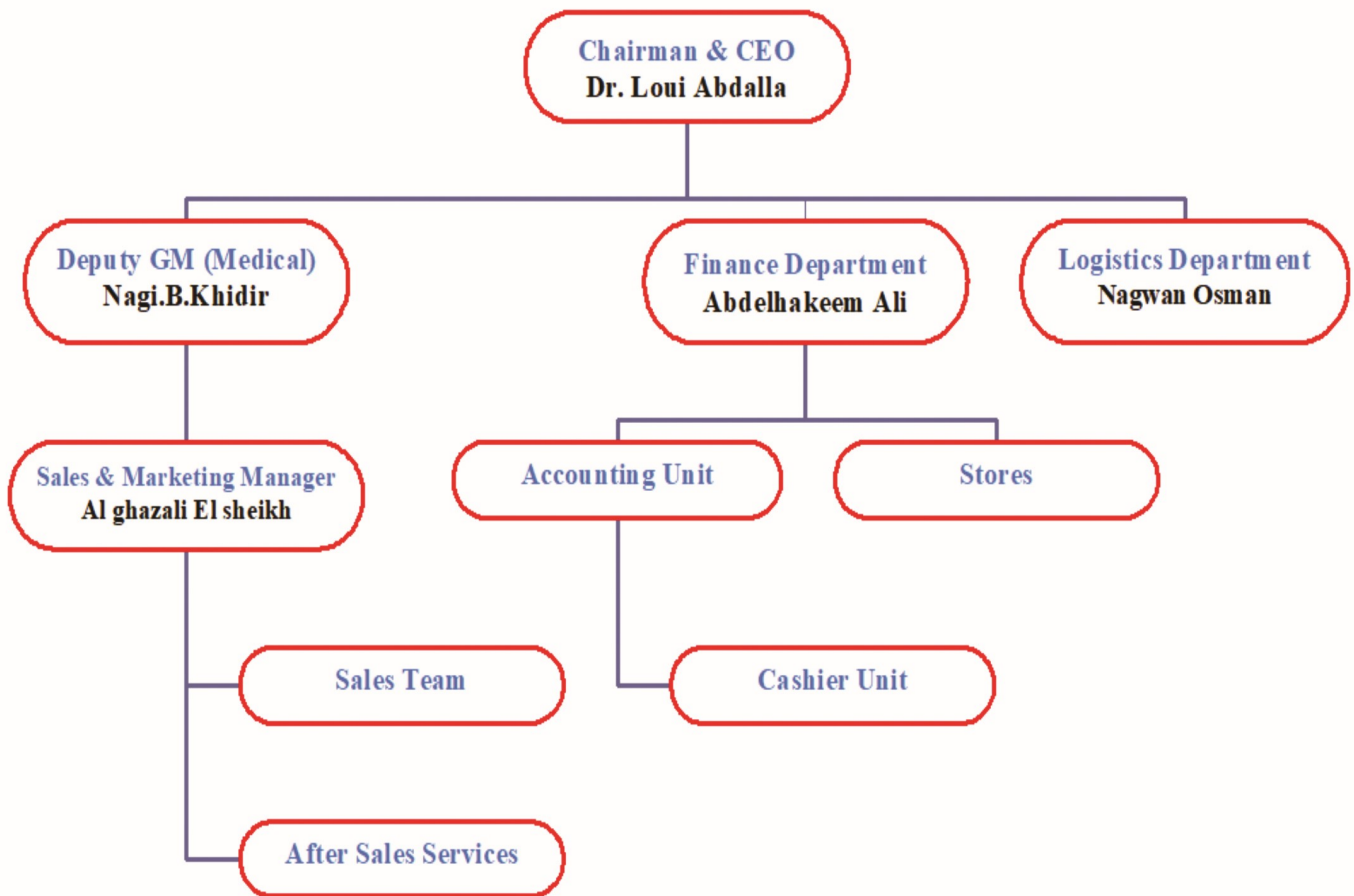 Chairman & CEO
Dr. Loui Abdalla
Deputy GM (Medical)
Nagi.B.Khidir
Finance Department
Abdelhakeem Ali
Logistics Department
Nagwan Osman
Sales & Marketing Manager
Al ghazali El sheikh
Accounting Unit
Stores
Sales Team
Cashier Unit
After Sales Services